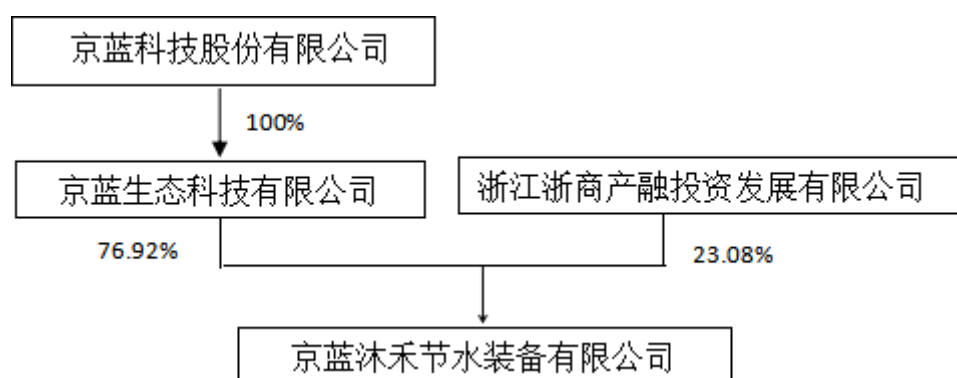 京蓝科技股份有限公司
100%
京蓝生态科技有限公司
浙江浙商产融投资发展有限公司
76.92%
23.08%
京蓝沐禾节水装备有限公司